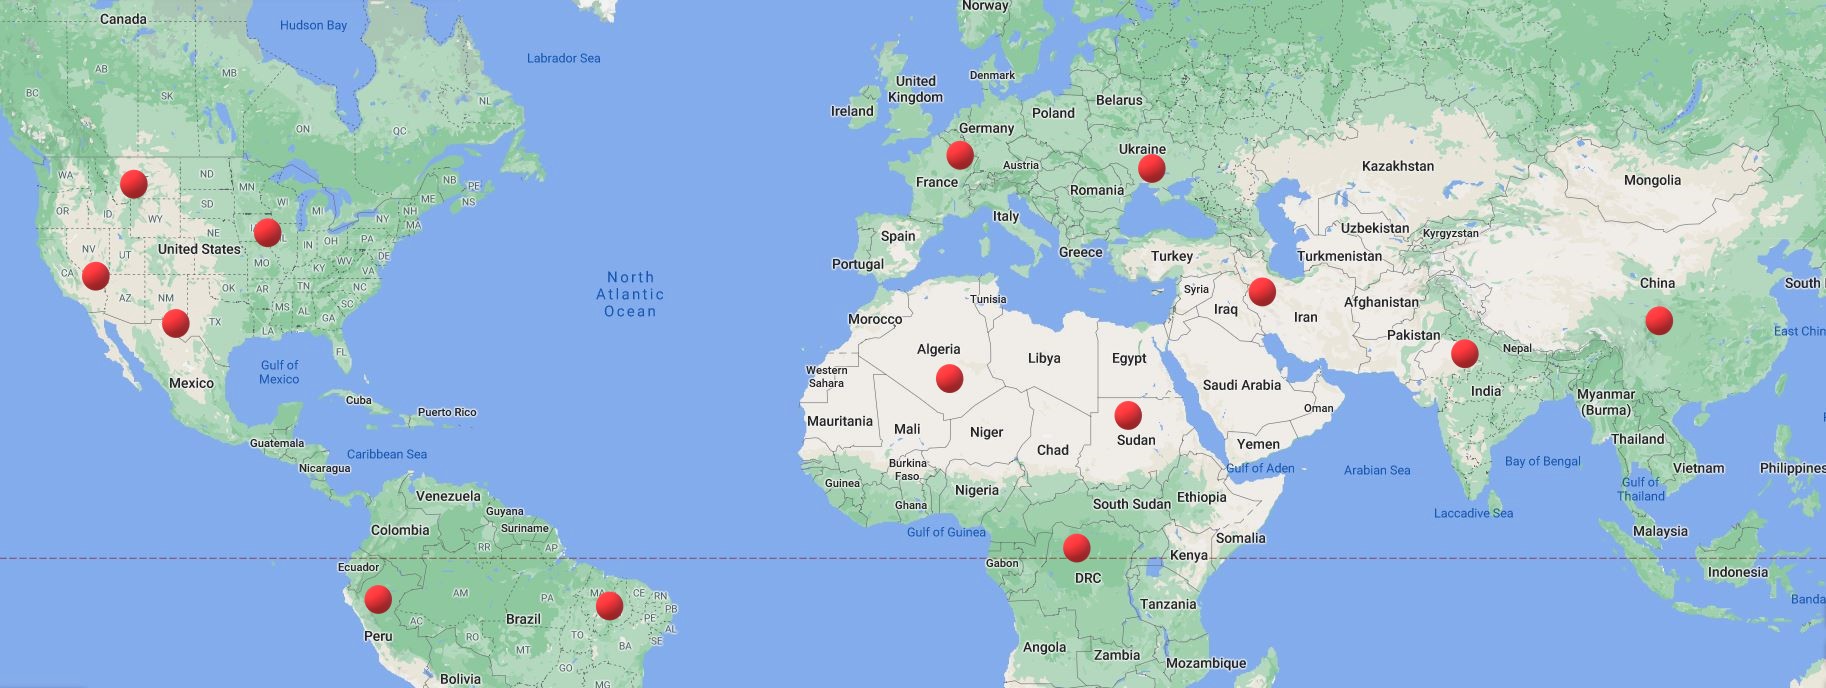 Canada
Hudson Bay
Labrador Sea
Norway
AB
MB
BC
SK
NL
ON
QC
United
Kingdom
Ireland
Denmark
Belarus
Poland
Germany
Ukraine
Austria
France
Romania
Kazakhstan
Mongolia
WA
ND
MN
NB
PE
NS
ME
OR
ID
SD
WI
MI
NH
WY
NY
MA
Italy
Spain
Portugal
Greece
Turkey
Uzbekistan
Kyrgyzstan
Turkmenistan
NV
UT
United States
NE
IN
OH
PA
DE
CA
MO
KY
WV
VA
AZ
NM
OK
AR
TN
NC
TX
MS
AL
SC
LA
GA
FL
North
Atlantic
Ocean
Syria
Iraq
Iran
Afghanistan
Pakistan
Nepal
India
China
South
East Chin
Tunisia
Morocco
Algeria
Libya
Egypt
Western
Sahara
Saudi Arabia
Oman
Gulf of
Mexico
Mexico
Cuba
Puerto Rico
Guatemala
Caribbean Sea
Nicaragua
Mauritania
Mali
Niger
Chad
Sudan
Yemen
Gulf of Aden
Arabian Sea
Bay of Bengal
Myanmar
(Burma)
Thailand
Vietnam
Philippines
Gulf of
Thailand
Laccadive Sea
Burkina
Faso
Guinea
Ghana
Nigeria
South Sudan
Ethiopia
Gulf of Guinea
Somalia
Kenya
Gabon
DRC
Malaysia
Indonesia
Banda
Venezuela
Guyana
Suriname
Colombia
RR
AP
Ecuador
AM
PA
MA
CE
RN
PB
PE
AL
SE
Peru
AC
Brazil
RO
TO
BA
MT
GO
MG
Bolivia
Tanzania
Angola
Zambia
Mozambique